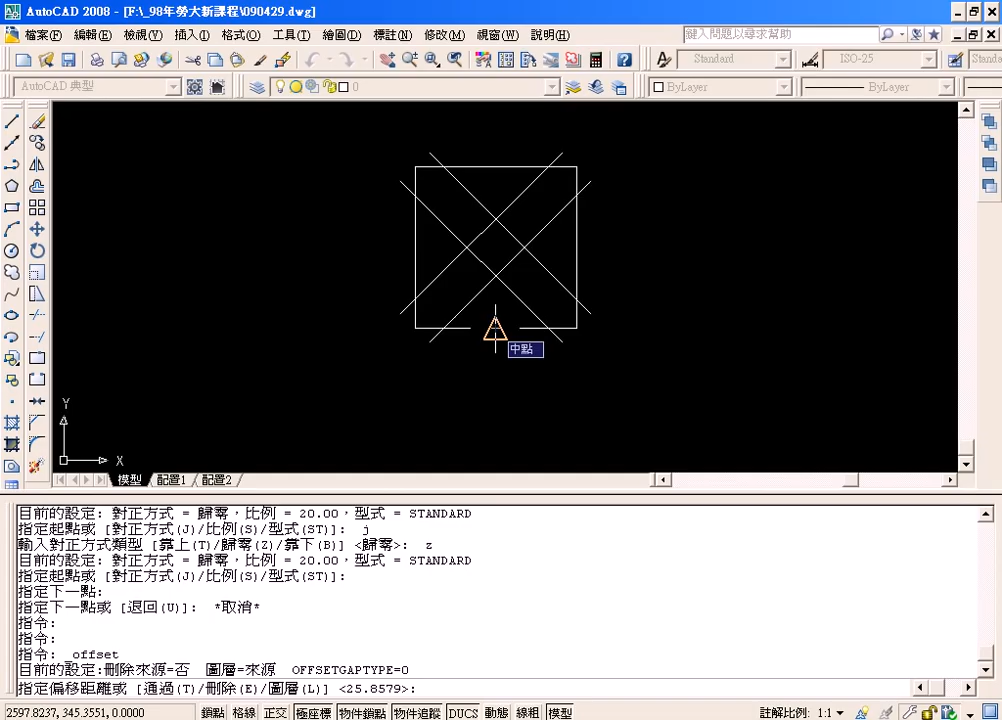 AutoCAD 2008 - [F:\_98年勞大新課程\090429.dwg]
檔案(F) 編輯(E) 檢視(V) 插入(I) 格式(O) 工具(T) 繪圖(D) 標註(N) 修改(M) 視窗(W) 說明(H) 鍵入問題以尋求幫助
Standard ISO-25 Standa
AutoCAD 典型 0 ByLayer ByLayer
中點
Y
X
模型 配置1 配置2
目前的設定: 對正方式 = 歸零，比例 = 20.00，型式 = STANDARD
指定起點或 [對正方式(J)/比例(S)/型式(ST)]: j
輸入對正方式類型 [靠上(T)/歸零(Z)/靠下(B)] <歸零>: z
目前的設定: 對正方式 = 歸零，比例 = 20.00，型式 = STANDARD
指定起點或 [對正方式(J)/比例(S)/型式(ST)]:
指定下一點:
指定下一點或 [退回(U)]: *取消*
指令:
指令:
指令: _offset
目前的設定:刪除來源=否 圖層=來源 OFFSETGAPTYPE=0
指定偏移距離或 [通過(T)/刪除(E)/圖層(L)] <25.8579>:
2597.8237, 345.3551, 0.0000 鎖點 格線 正交 極座標 物件鎖點 物件追蹤 DUCS 動態 線粗 模型 註解比例: 1:1